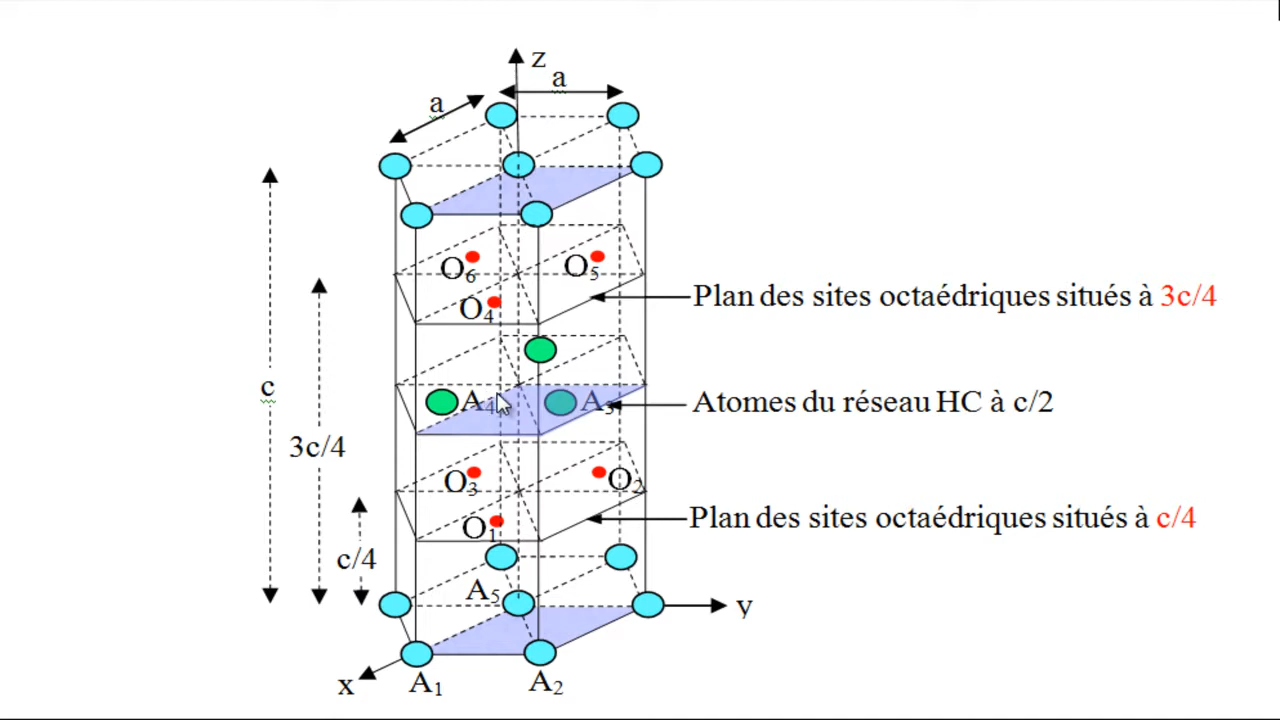 z
a
a
O₆
O₅
O₄
Plan des sites octaédriques situés à 3c/4
c
A₄
A₃
Atomes du réseau HC à c/2
3c/4
O₃
O₂
O₁
Plan des sites octaédriques situés à c/4
c/4
A₅
y
x
A₁
A₂